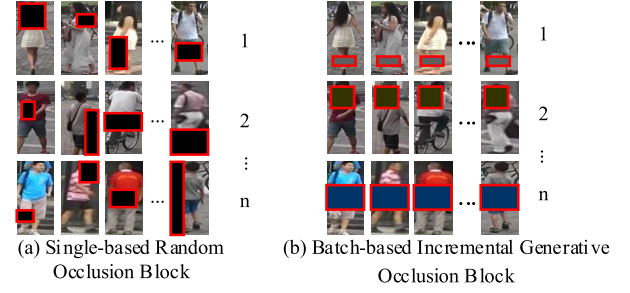 ... 1 ... 1
... 2 ... 2
⋮ ⋮
... n ... n
(a) Single-based Random
Occlusion Block
(b) Batch-based Incremental Generative
Occlusion Block